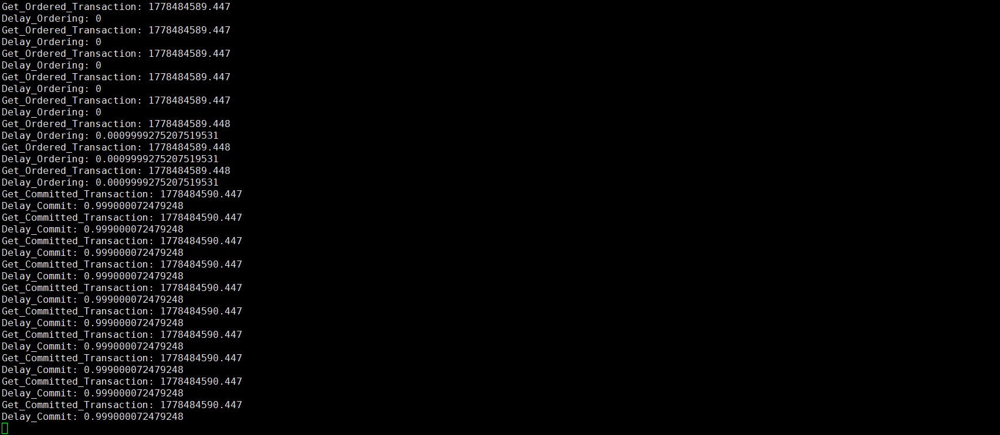 Get_Ordered_Transaction: 1778484589.447
Delay_Ordering: 0
Get_Ordered_Transaction: 1778484589.447
Delay_Ordering: 0
Get_Ordered_Transaction: 1778484589.447
Delay_Ordering: 0
Get_Ordered_Transaction: 1778484589.447
Delay_Ordering: 0
Get_Ordered_Transaction: 1778484589.447
Delay_Ordering: 0
Get_Ordered_Transaction: 1778484589.448
Delay_Ordering: 0.0009999275207519531
Get_Ordered_Transaction: 1778484589.448
Delay_Ordering: 0.0009999275207519531
Get_Ordered_Transaction: 1778484589.448
Delay_Ordering: 0.0009999275207519531
Get_Committed_Transaction: 1778484590.447
Delay_Commit: 0.999000072479248
Get_Committed_Transaction: 1778484590.447
Delay_Commit: 0.999000072479248
Get_Committed_Transaction: 1778484590.447
Delay_Commit: 0.999000072479248
Get_Committed_Transaction: 1778484590.447
Delay_Commit: 0.999000072479248
Get_Committed_Transaction: 1778484590.447
Delay_Commit: 0.999000072479248
Get_Committed_Transaction: 1778484590.447
Delay_Commit: 0.999000072479248
Get_Committed_Transaction: 1778484590.447
Delay_Commit: 0.999000072479248
Get_Committed_Transaction: 1778484590.447
Delay_Commit: 0.999000072479248
Get_Committed_Transaction: 1778484590.447
Delay_Commit: 0.999000072479248
Get_Committed_Transaction: 1778484590.447
Delay_Commit: 0.999000072479248